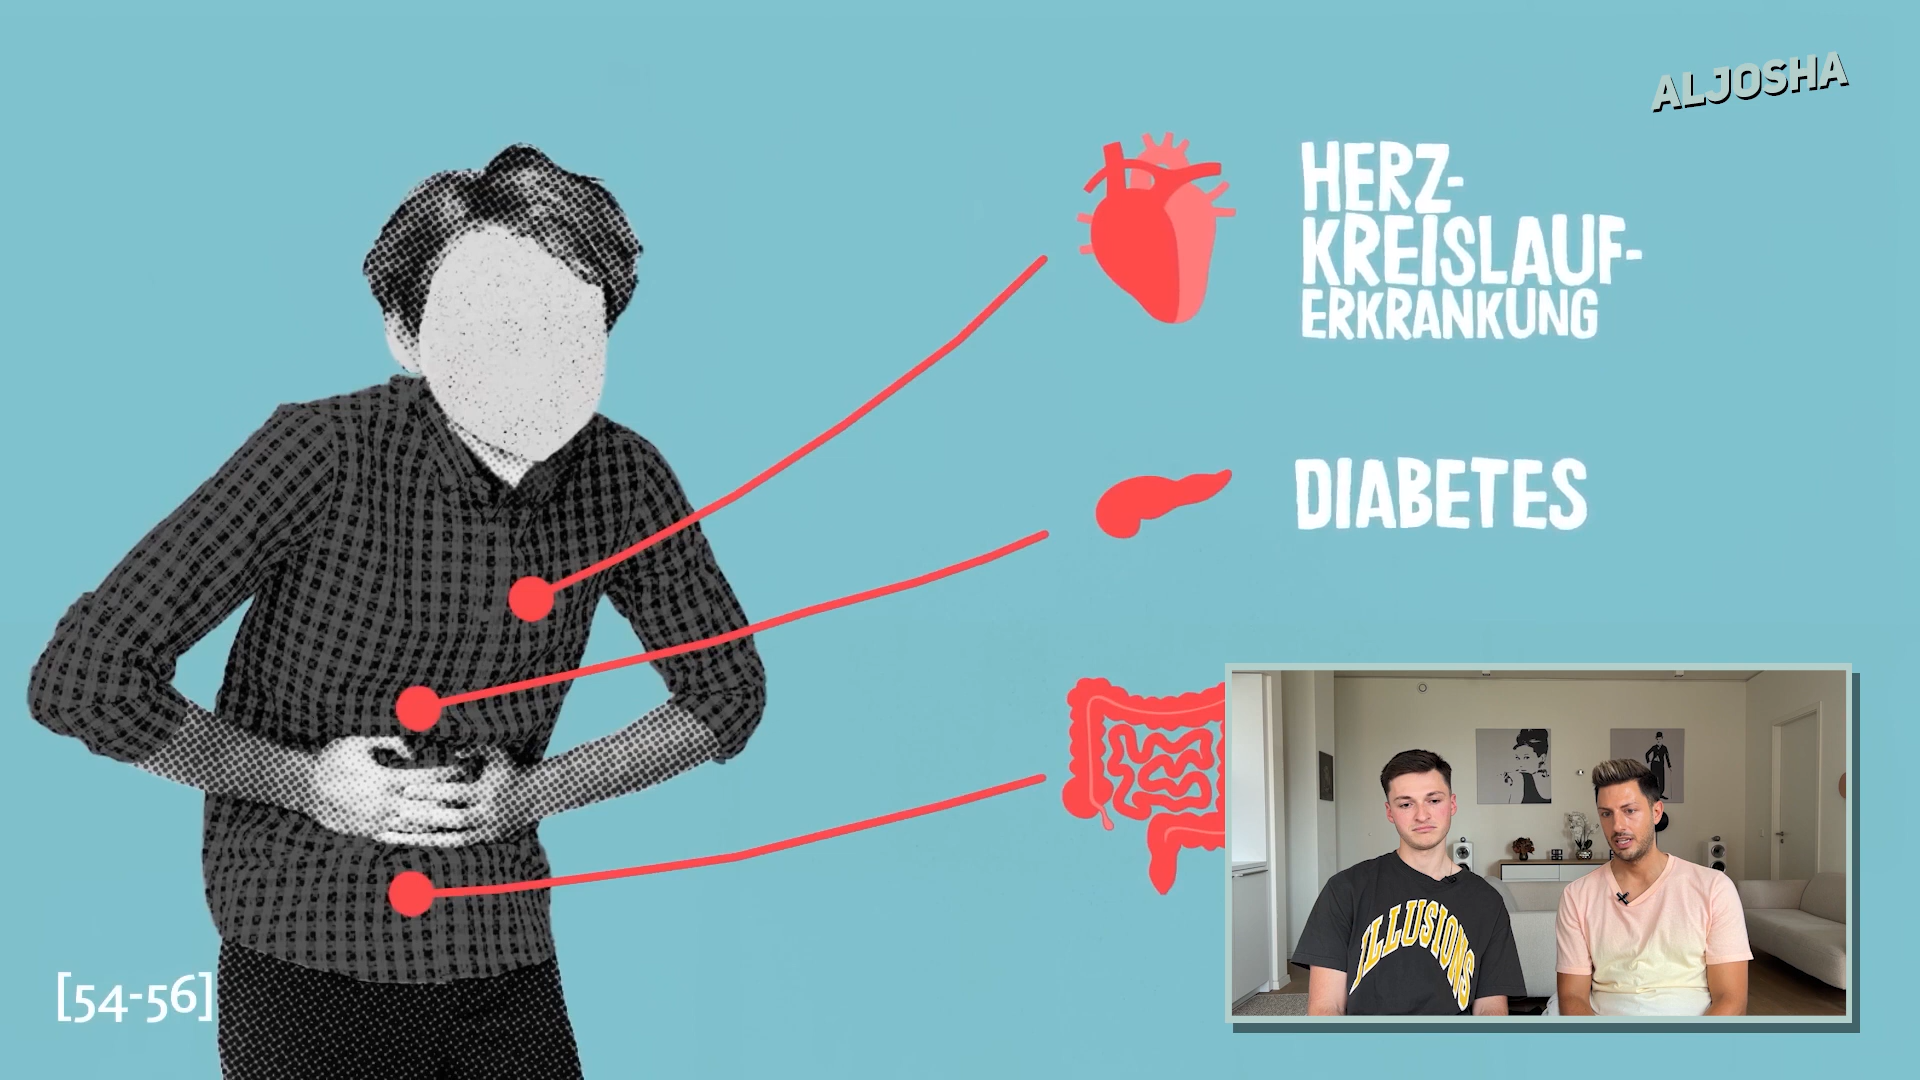 ALJOSHA
HERZ-
KREISLAUF-
ERKRANKUNG
DIABETES
ILLUSIONS
[54-56]